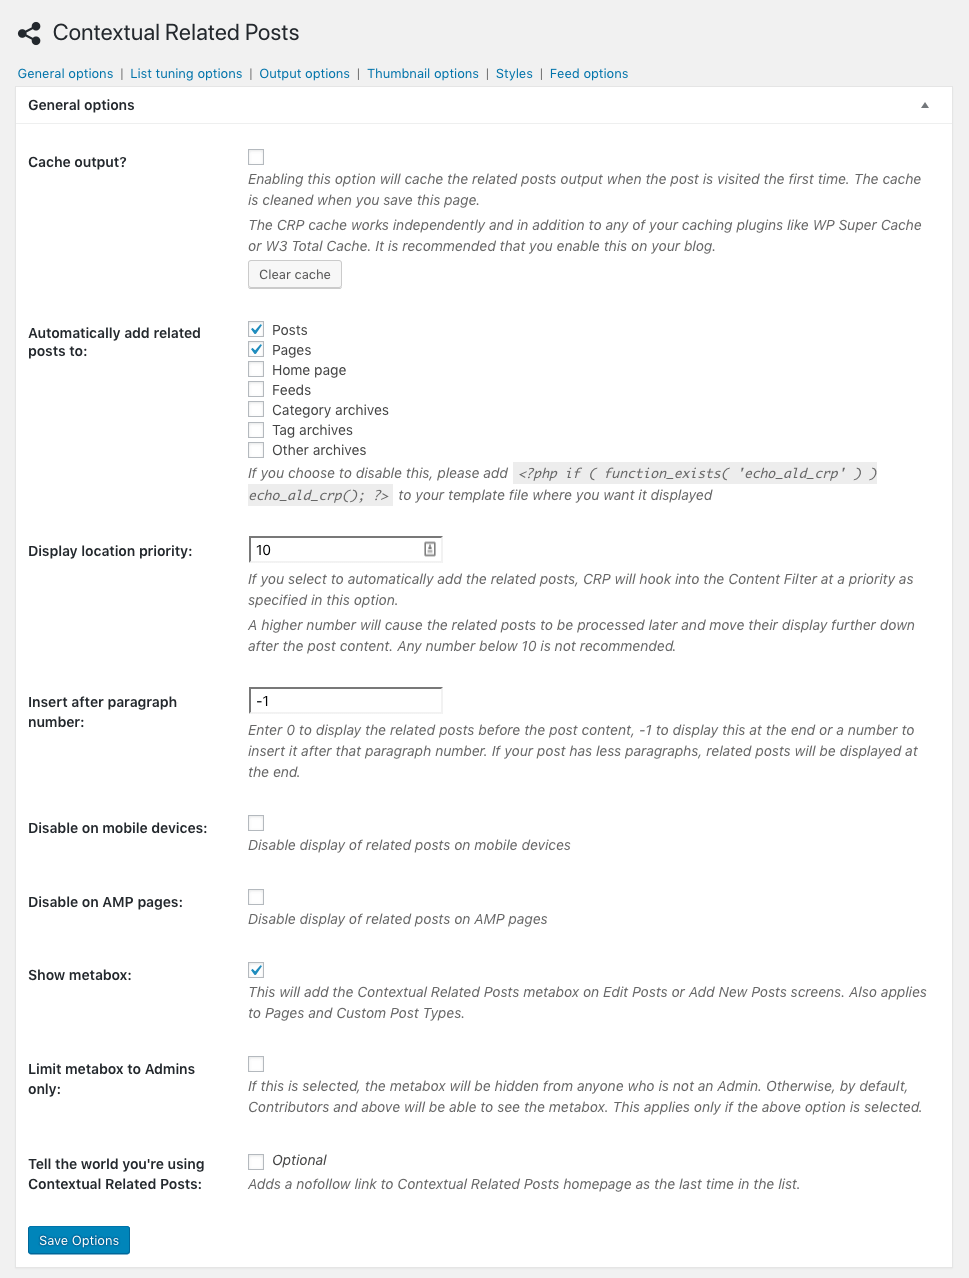 Contextual Related Posts
General options | List tuning options | Output options | Thumbnail options | Styles | Feed options
General options
Cache output?
Enabling this option will cache the related posts output when the post is visited the first time. The cache
is cleaned when you save this page.
The CRP cache works independently and in addition to any of your caching plugins like WP Super Cache
or W3 Total Cache. It is recommended that you enable this on your blog.
Clear cache
Automatically add related
posts to:
Posts
Pages
Home page
Feeds
Category archives
Tag archives
Other archives
If you choose to disable this, please add <?php if ( function_exists( 'echo_ald_crp' ) )
echo_ald_crp(); ?> to your template file where you want it displayed
Display location priority:
10
If you select to automatically add the related posts, CRP will hook into the Content Filter at a priority as
specified in this option.
A higher number will cause the related posts to be processed later and move their display further down
after the post content. Any number below 10 is not recommended.
Insert after paragraph
number:
-1
Enter 0 to display the related posts before the post content, -1 to display this at the end or a number to
insert it after that paragraph number. If your post has less paragraphs, related posts will be displayed at
the end.
Disable on mobile devices:
Disable display of related posts on mobile devices
Disable on AMP pages:
Disable display of related posts on AMP pages
Show metabox:
This will add the Contextual Related Posts metabox on Edit Posts or Add New Posts screens. Also applies
to Pages and Custom Post Types.
Limit metabox to Admins
only:
If this is selected, the metabox will be hidden from anyone who is not an Admin. Otherwise, by default,
Contributors and above will be able to see the metabox. This applies only if the above option is selected.
Tell the world you're using
Contextual Related Posts:
Optional
Adds a nofollow link to Contextual Related Posts homepage as the last time in the list.
Save Options